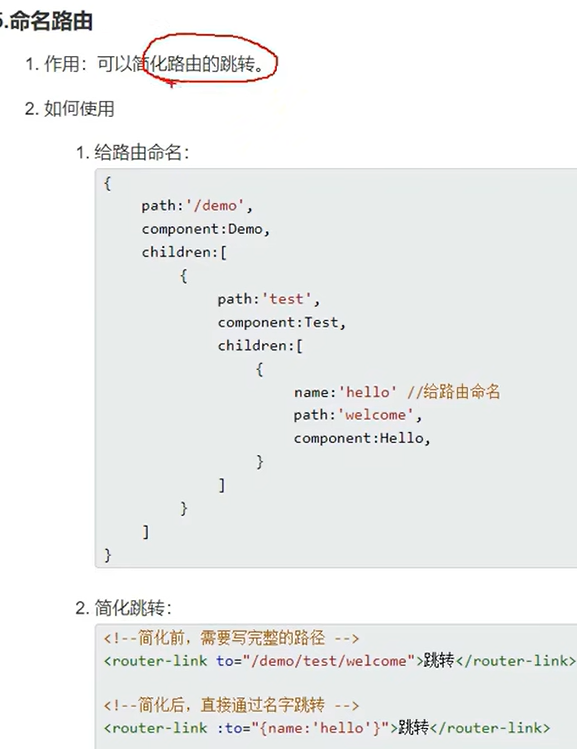 5.命名路由
1. 作用：可以简化路由的跳转。
2. 如何使用
1. 给路由命名：
{
path:'/demo',
component:Demo,
children:[
{
path:'test',
component:Test,
children:[
{
name:'hello' //给路由命名
path:'welcome',
component:Hello,
}
]
}
]
}
2. 简化跳转：
<!--简化前，需要写完整的路径 -->
<router-link to="/demo/test/welcome">跳转</router-link>
<!--简化后，直接通过名字跳转 -->
<router-link :to="{name:'hello'}">跳转</router-link>